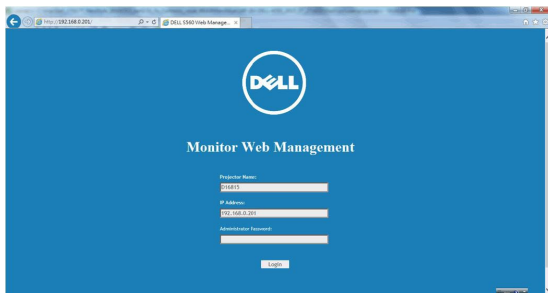 http://192.168.0.201/
DELL S560 Web Manage...
DELL
Monitor Web Management
Projector Name:
D16815
IP Address:
192.168.0.201
Administrator Password:
Login